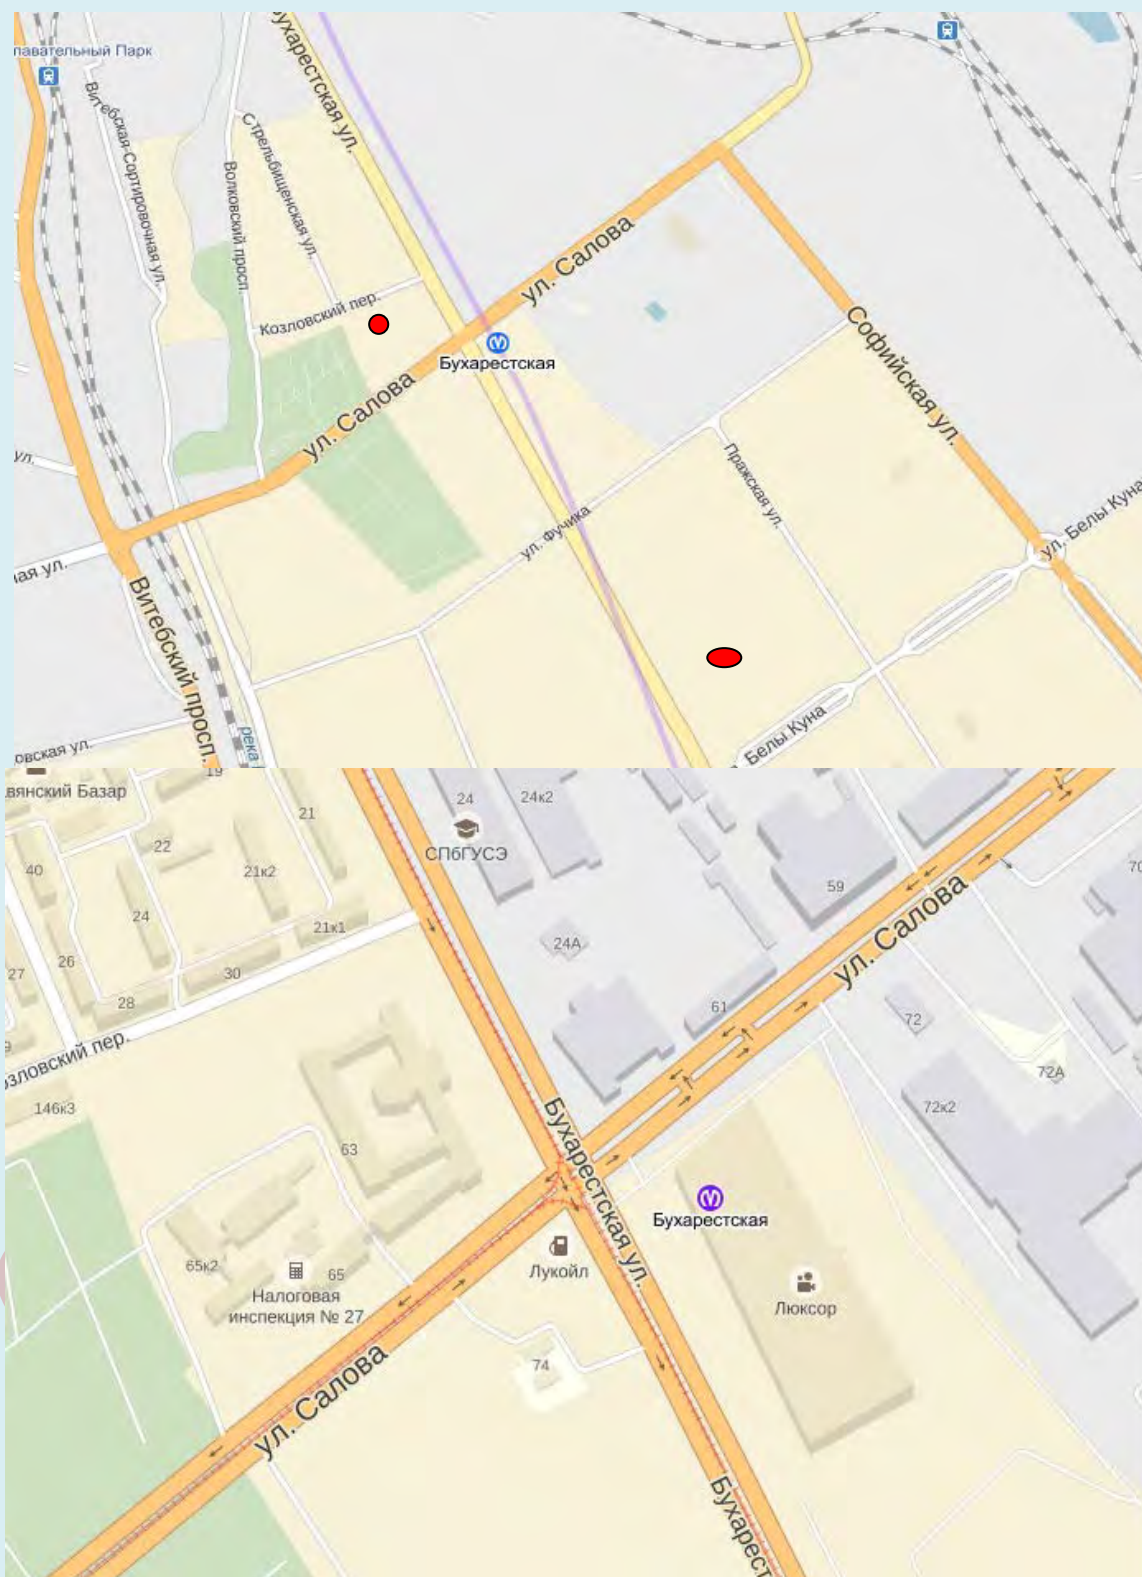 Бухарестская ул.
павательный Парк
Витебская-Сортировочная ул.
Стрельбищенская ул.
Волковский просп.
ул. Салова
Козловский пер.
Бухарестская
Софийская ул.
ул. Салова
Пражская ул.
ул.
ул. Фучика
ул. Белы Куна
ная ул.
Витебский просп.
река
овская ул.
Белы Куна
вянский Базар
19
24
24к2
21
СПбГУСЭ
22
40
21к2
59
70
24
21к1
ул. Салова
24А
26
27
30
28
61
72
9
озловский пер.
72А
146к3
72к2
Бухарестская ул.
63
Бухарестская
65к2
65
Лукойл
Налоговая
инспекция № 27
Люксор
74
ул. Салова
Бухарест